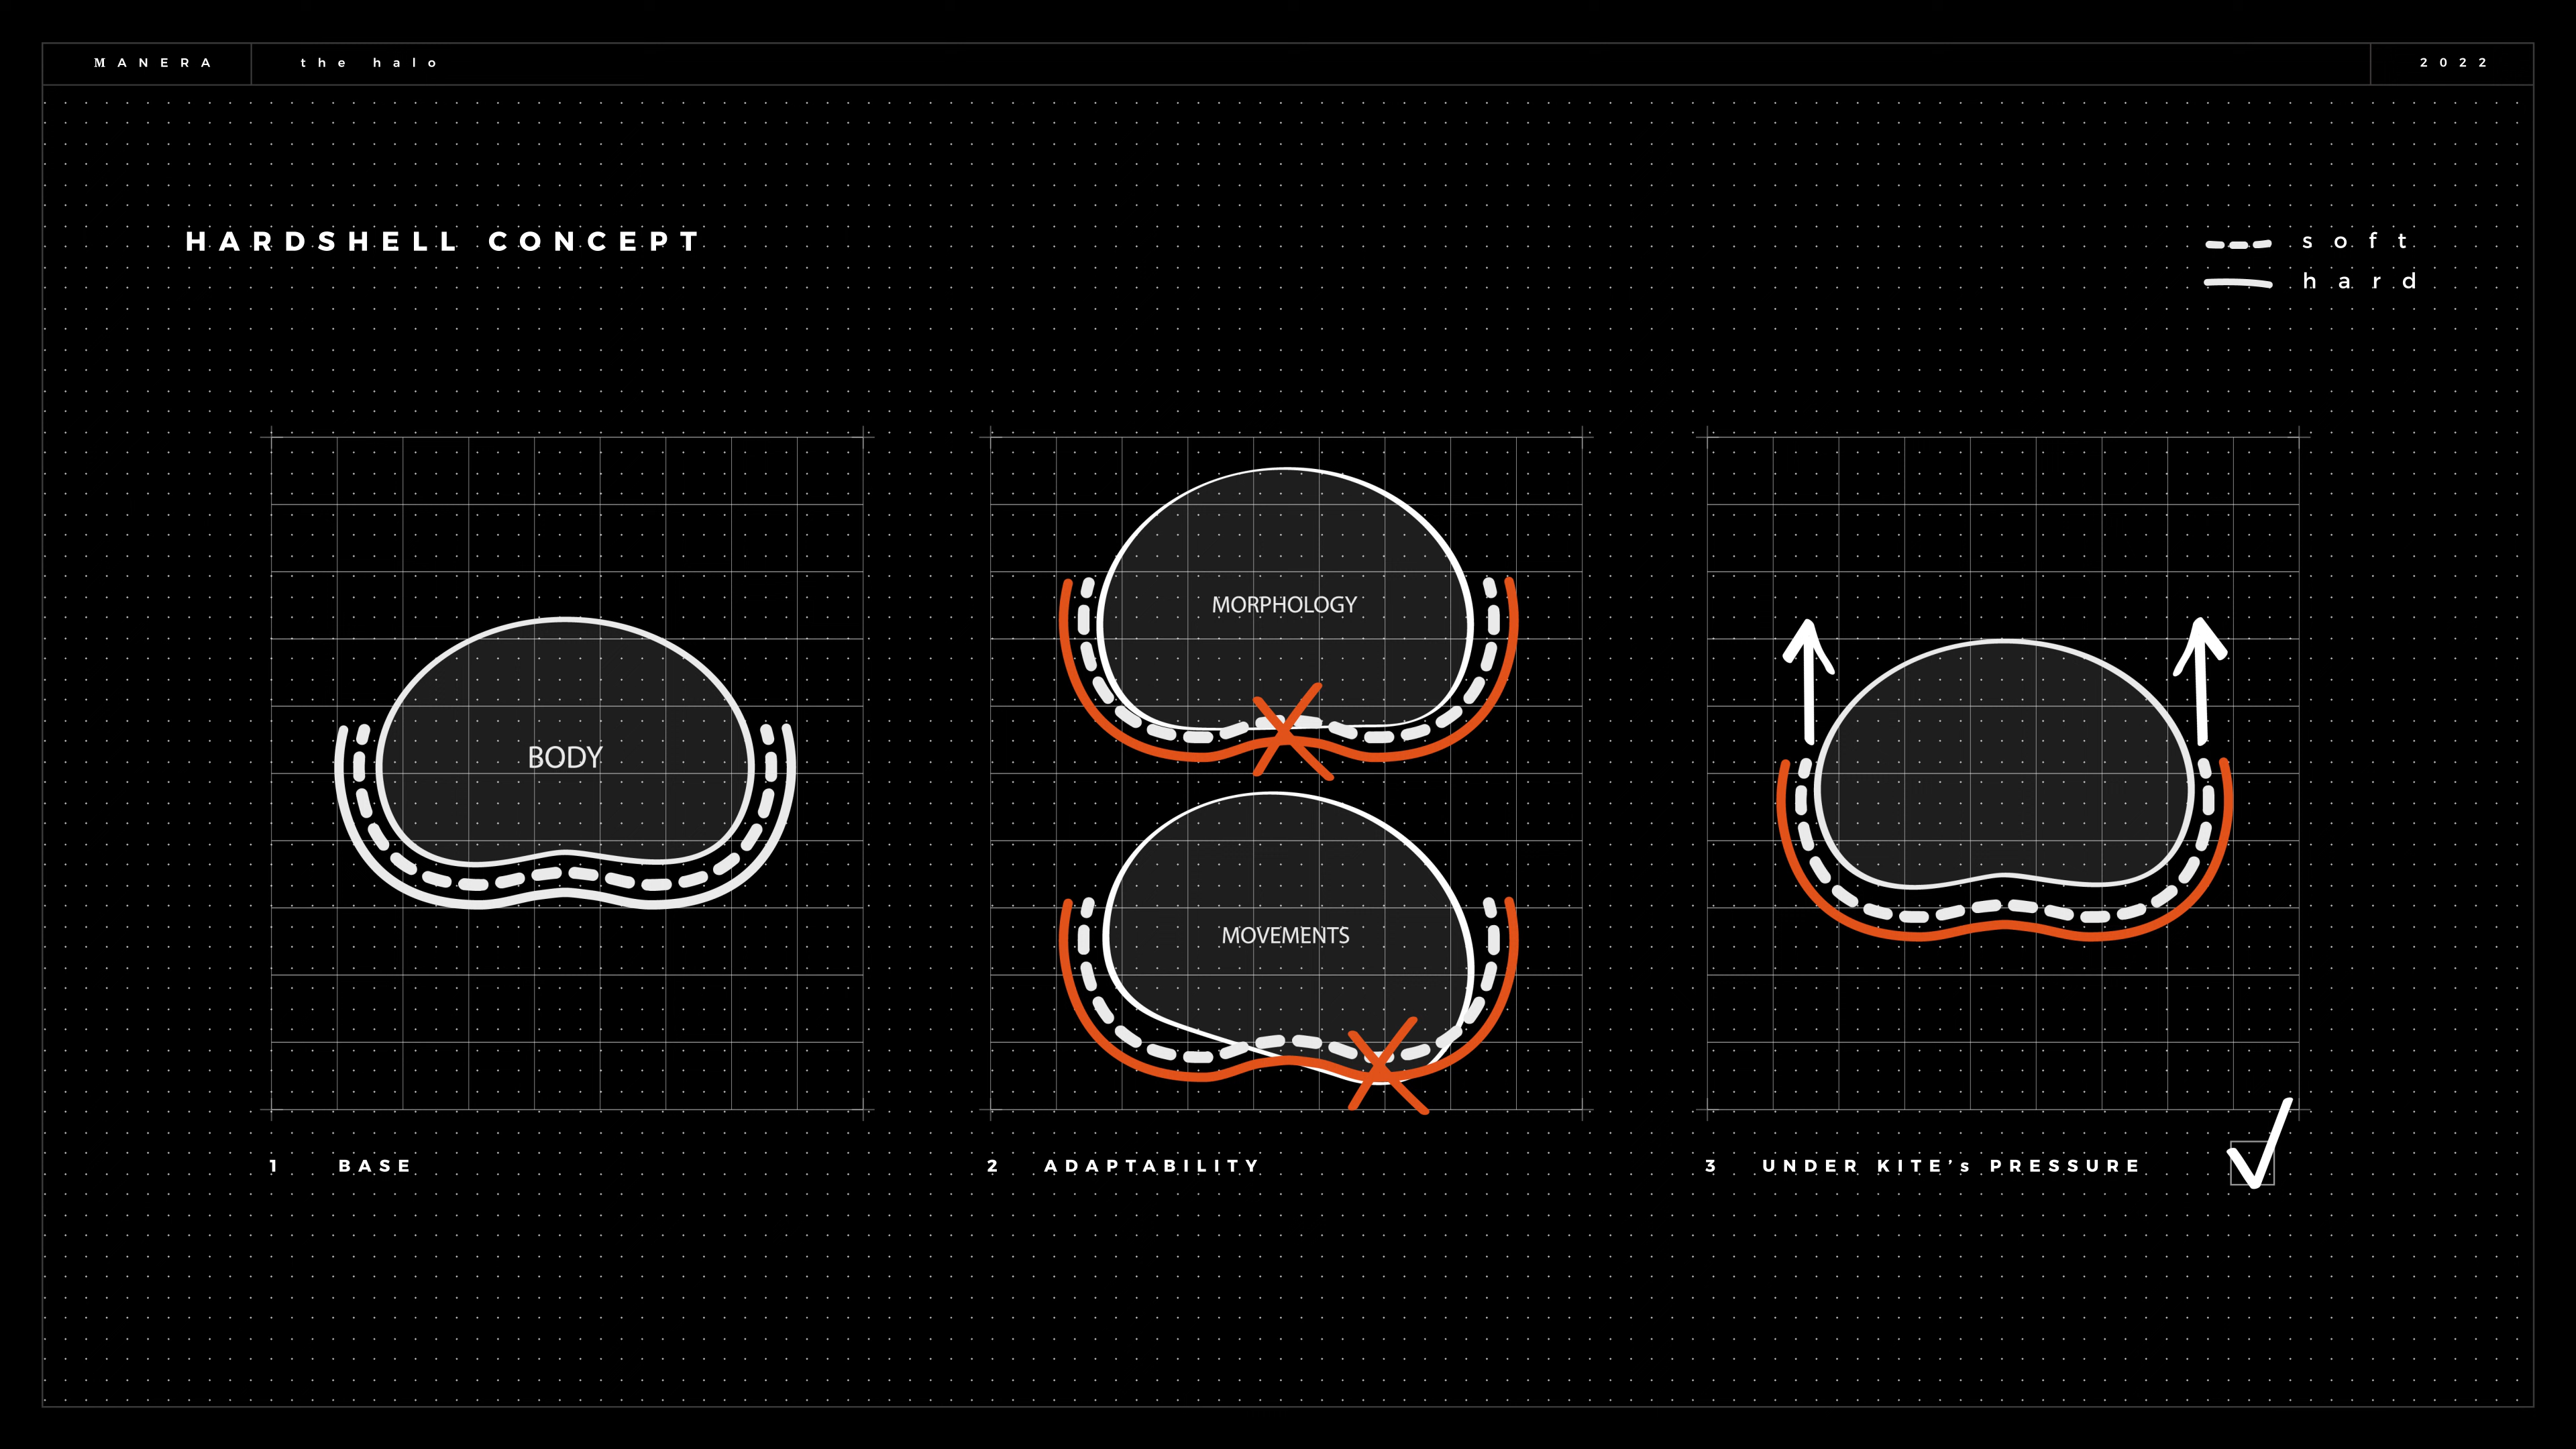 MANERA
the halo
2022
HARDSHELL CONCEPT
soft
hard
BODY
MORPHOLOGY
MOVEMENTS
1 BASE
2 ADAPTABILITY
3 UNDER KITE's PRESSURE